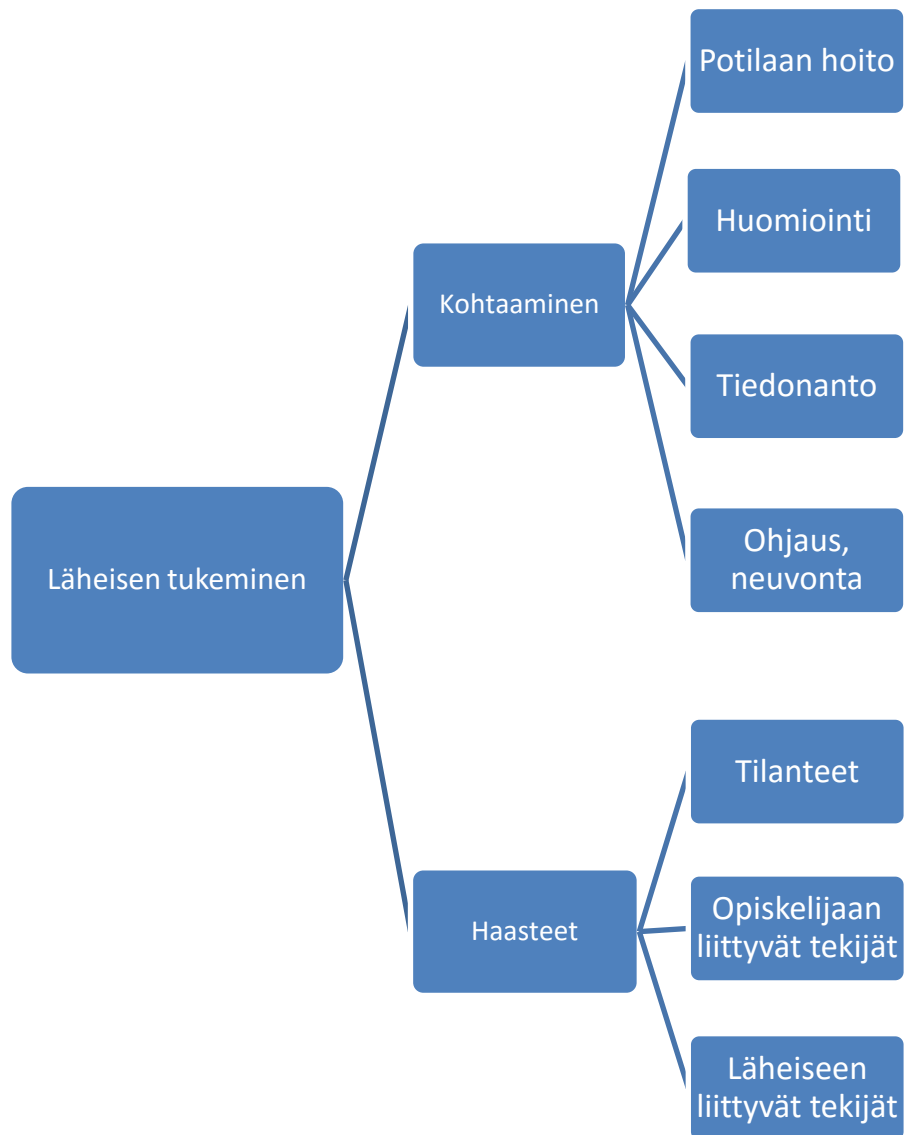 Läheisen tukeminen
Kohtaaminen
Potilaan hoito
Huomiointi
Tiedonanto
Ohjaus,
neuvonta
Haasteet
Tilanteet
Opiskelijaan
liittyvät tekijät
Läheiseen
liittyvät tekijät